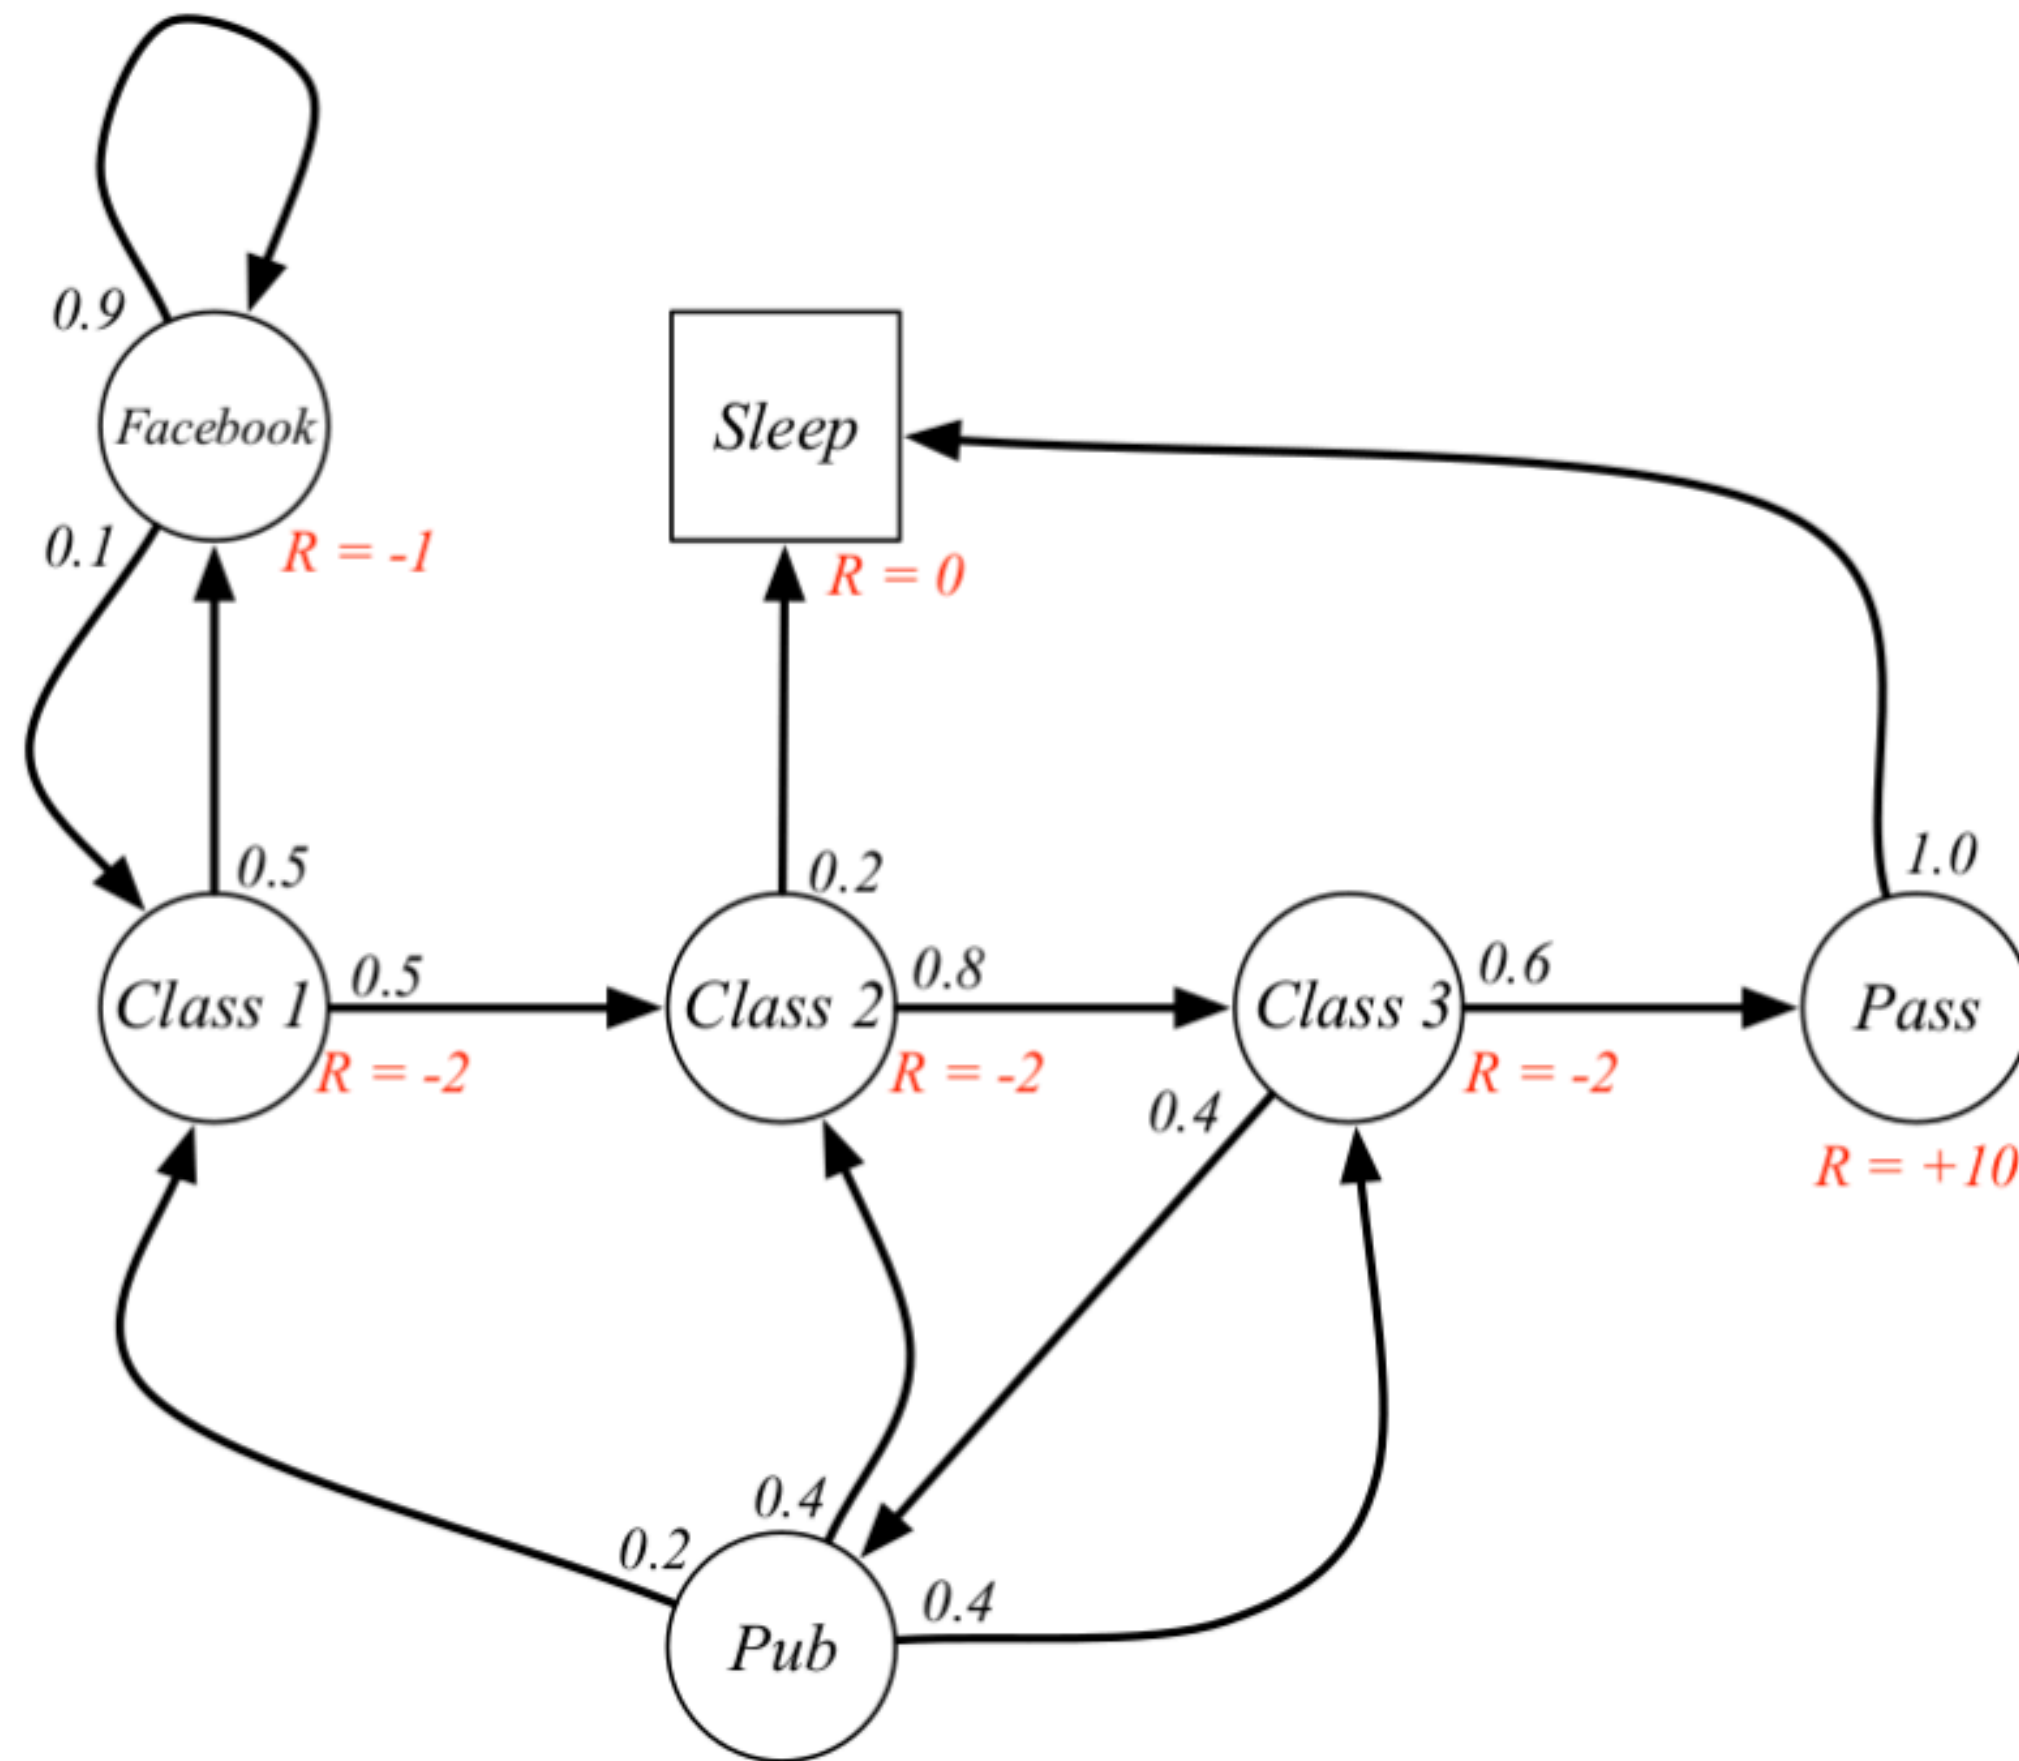 0.9
Facebook
Sleep
0.1
R = -1
R = 0
0.5
0.2
1.0
0.5
0.8
0.6
Class 1
Class 2
Class 3
Pass
R = -2
R = -2
R = -2
0.4
R = +10
0.4
0.2
0.4
Pub